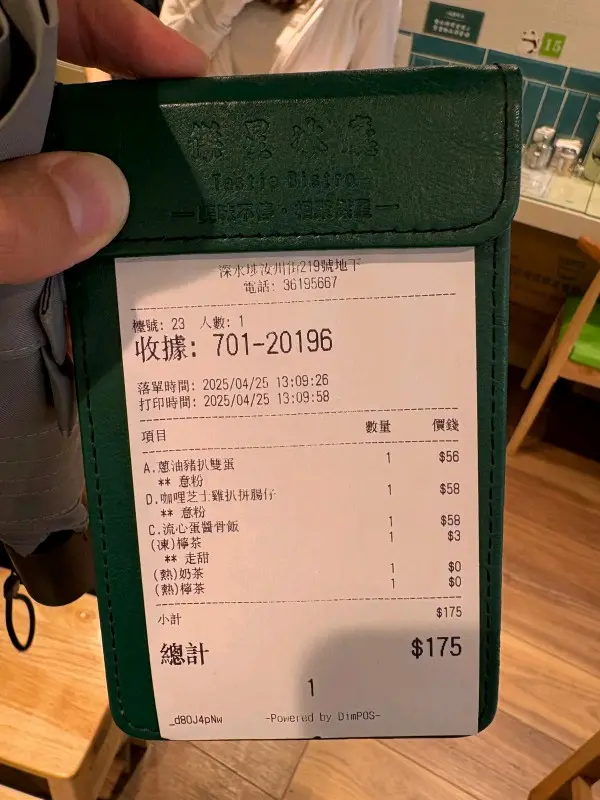 冰廳
Tastie Bistro
深水埗汝州街219號地下
電話: 36195667
檯號: 23 人數: 1
收據: 701-20196
落單時間: 2025/04/25 13:09:26
打印時間: 2025/04/25 13:09:58
項目 數量 價錢
A.蔥油豬扒雙蛋 1 $56
** 意粉
D.咖哩芝士雞扒拼腸仔 1 $58
** 意粉
C.流心蛋醬骨飯 1 $58
(凍)檸茶 1 $3
** 走甜
(熱)奶茶 1 $0
(熱)檸茶 1 $0
小計 $175
總計 $175
1
_d8OJ4pNw -Powered by DimPOS-
15